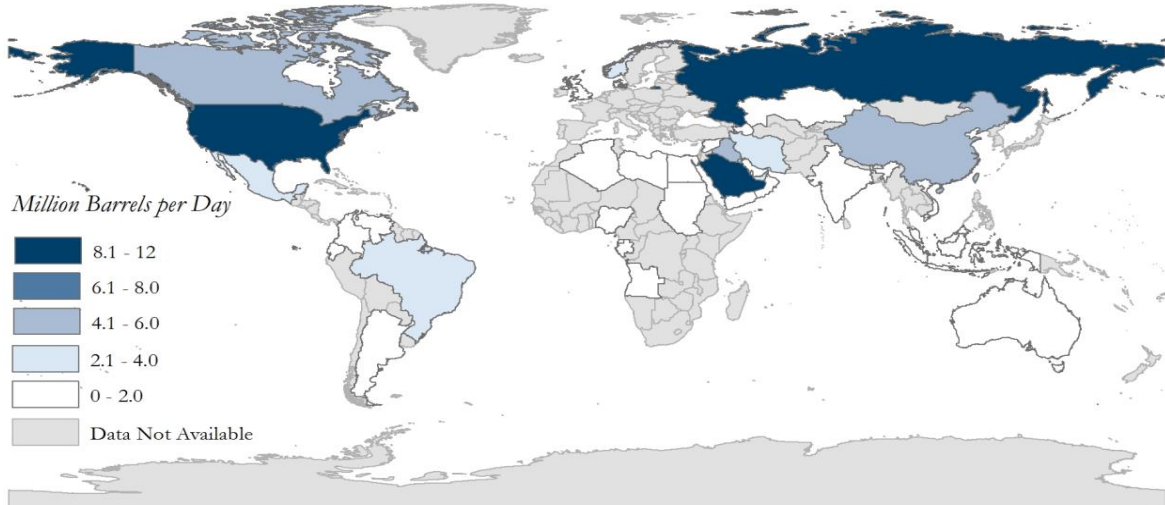 Million Barrels per Day
8.1 - 12
6.1 - 8.0
4.1 - 6.0
2.1 - 4.0
0 - 2.0
Data Not Available